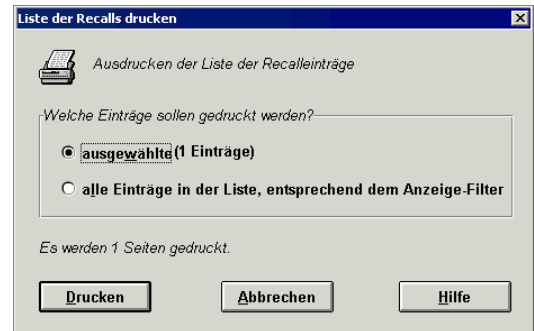 Liste der Recalls drucken
Ausdrucken der Liste der Recalleinträge
Welche Einträge sollen gedruckt werden?
ausgewählte (1 Einträge)
alle Einträge in der Liste, entsprechend dem Anzeige-Filter
Es werden 1 Seiten gedruckt.
Drucken Abbrechen Hilfe